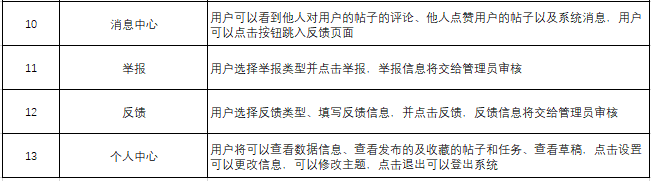 10 消息中心 用户可以看到他人对用户的帖子的评论、他人点赞用户的帖子以及系统消息，用户
可以点击按钮跳入反馈页面
11 举报 用户选择举报类型并点击举报，举报信息将交给管理员审核
12 反馈 用户选择反馈类型、填写反馈信息，并点击反馈，反馈信息将交给管理员审核
13 个人中心 用户将可以查看数据信息、查看发布的及收藏的帖子和任务、查看草稿，点击设置
可以更改信息，可以修改主题，点击退出可以登出系统